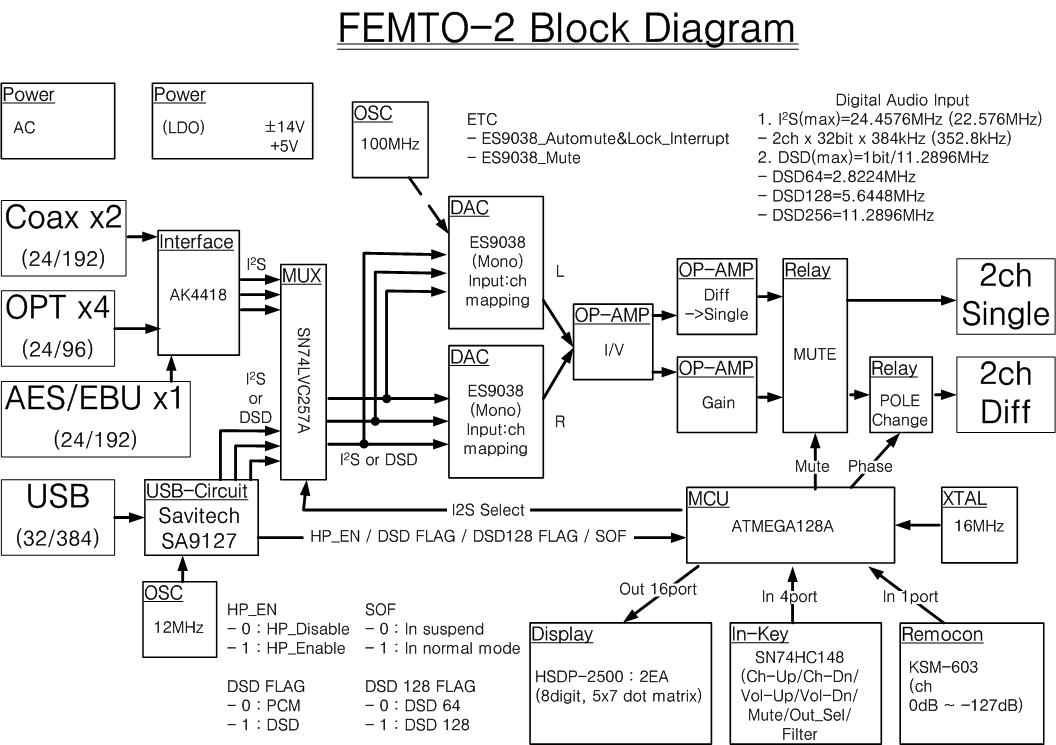 FEMTO-2 Block Diagram
Power
AC
Power
(LDO)
±14V
+5V
OSC
100MHz
ETC
- ES9038_Automute&Lock_Interrupt
- ES9038_Mute
Digital Audio Input
1. I²S(max)=24.4576MHz (22.576MHz)
- 2ch x 32bit x 384kHz (352.8kHz)
2. DSD(max)=1bit/11.2896MHz
- DSD64=2.8224MHz
- DSD128=5.6448MHz
- DSD256=11.2896MHz
Coax x2
(24/192)
OPT x4
(24/96)
AES/EBU x1
(24/192)
USB
(32/384)
Interface
AK4418
I²S
I²S
or
DSD
MUX
SN74LVC257A
I²S or DSD
DAC
ES9038
(Mono)
Input:ch
mapping
L
DAC
ES9038
(Mono)
Input:ch
mapping
R
OP-AMP
I/V
OP-AMP
Diff
->Single
OP-AMP
Gain
Relay
MUTE
Relay
POLE
Change
2ch
Single
2ch
Diff
Mute
Phase
USB-Circuit
Savitech
SA9127
I2S Select
HP_EN / DSD FLAG / DSD128 FLAG / SOF
MCU
ATMEGA128A
XTAL
16MHz
OSC
12MHz
Out 16port
In 4port
In 1port
HP_EN
- 0 : HP_Disable
- 1 : HP_Enable
SOF
- 0 : In suspend
- 1 : In normal mode
DSD FLAG
- 0 : PCM
- 1 : DSD
DSD 128 FLAG
- 0 : DSD 64
- 1 : DSD 128
Display
HSDP-2500 : 2EA
(8digit, 5x7 dot matrix)
In-Key
SN74HC148
(Ch-Up/Ch-Dn/
Vol-Up/Vol-Dn/
Mute/Out_Sel/
Filter
Remocon
KSM-603
(ch
0dB ~ -127dB)